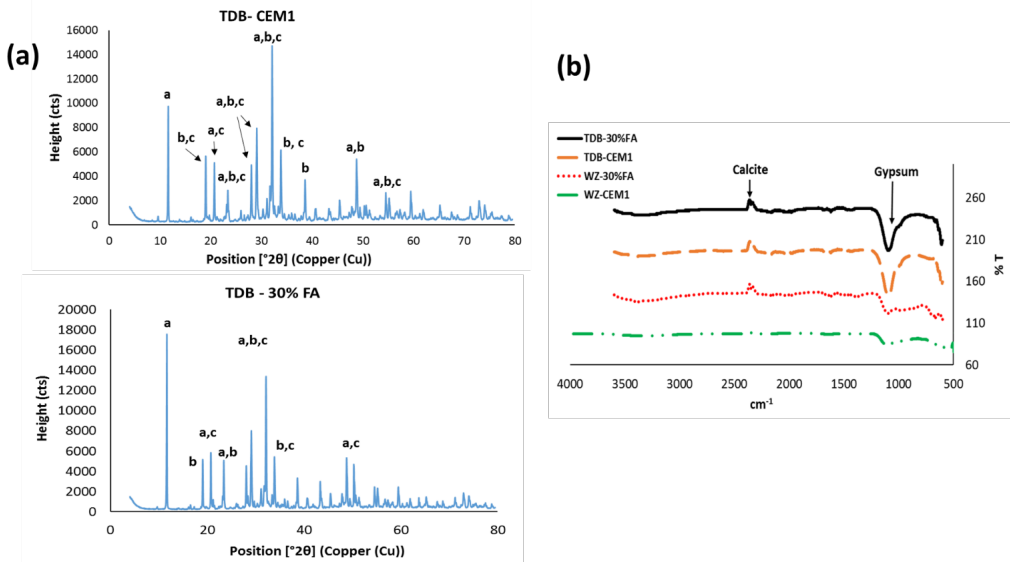 (a)
TDB- CEM1
Height (cts)
16000
14000
12000
10000
8000
6000
4000
2000
0
a
b,c
a,c
a,b,c
a,b,c
a,b,c
b, c
b
a,b
a,b,c
0 10 20 30 40 50 60 70 80
Position [°2θ] (Copper (Cu))
TDB - 30% FA
Height (cts)
20000
18000
16000
14000
12000
10000
8000
6000
4000
2000
0
a
b
a,c
a,b
a,b,c
b,c
a,c
0 20 40 60 80
Position [°2θ] (Copper (Cu))
(b)
TDB-30%FA
TDB-CEM1
WZ-30%FA
WZ-CEM1
Calcite
Gypsum
260
210
160
110
60
% T
4000 3500 3000 2500 2000 1500 1000 500
cm-1